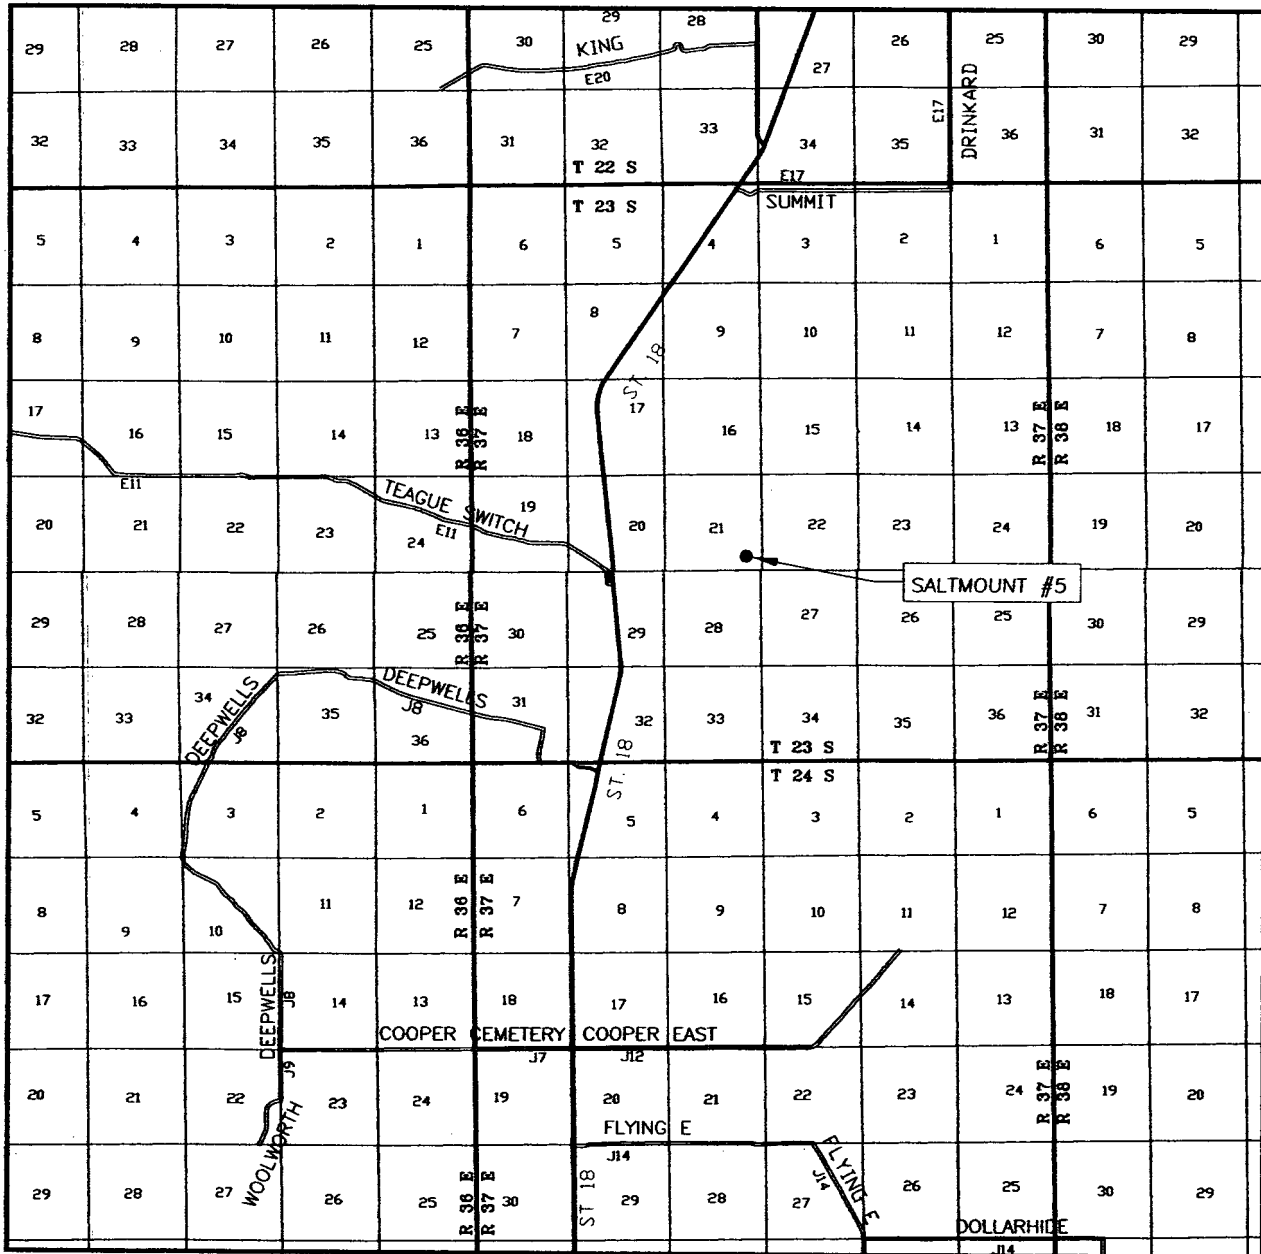 29 28
29 28 27 26 25 30 KING 26 25 30 29
E20 27
E17 DRINKARD
32 33 34 35 36 31 32 33 34 35 36 31 32
T 22 S E17
T 23 S SUMMIT
5 4 3 2 1 6 5 4 3 2 1 6 5
8 9 10 11 12 7 8 9 10 11 12 7 8
ST. 18
17 16 15 14 13 R 36 E R 37 E 18 17 16 15 14 13 R 37 E R 38 E 18 17
E11 TEAGUE SWITCH 19
20 21 22 23 24 E11 20 21 22 23 24 19 20
SALTMOUNT #5
29 28 27 26 25 R 36 E R 37 E 30 29 28 27 26 25 30 29
DEEPWELLS J8 DEEPWELLS J8
32 33 34 35 36 31 32 33 34 35 36 R 37 E R 38 E 31 32
T 23 S
ST. 18 T 24 S
5 4 3 2 1 6 5 4 3 2 1 6 5
8 9 10 11 12 R 36 E R 37 E 7 8 9 10 11 12 7 8
17 16 15 DEEPWELLS J8 14 13 18 17 16 15 14 13 18 17
COOPER CEMETERY COOPER EAST
J7 J12
J9
20 21 22 23 24 19 20 21 22 23 24 R 37 E R 38 E 19 20
WOOLWORTH FLYING E
J14 FLYING E J14
29 28 27 26 25 R 36 E R 37 E 30 ST 18 29 28 27 26 25 30 29
DOLLARHIDE
J14